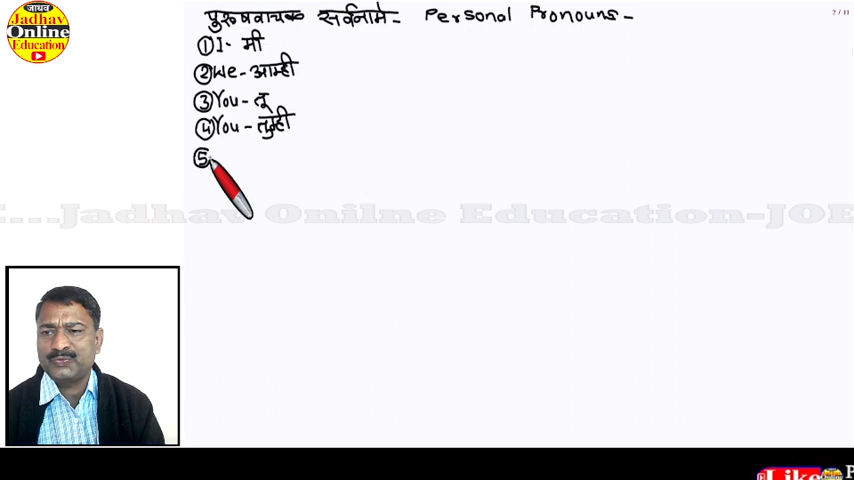 जाधव
Jadhav
Online
Education
पुरुषवाचक सर्वनामे- Personal Pronouns-
2 / 11
① I- मी
② We- आम्ही
③ You- तू
④ You- तुम्ही
⑤
E...Jadhav Onilne Education-JOE
Like
P